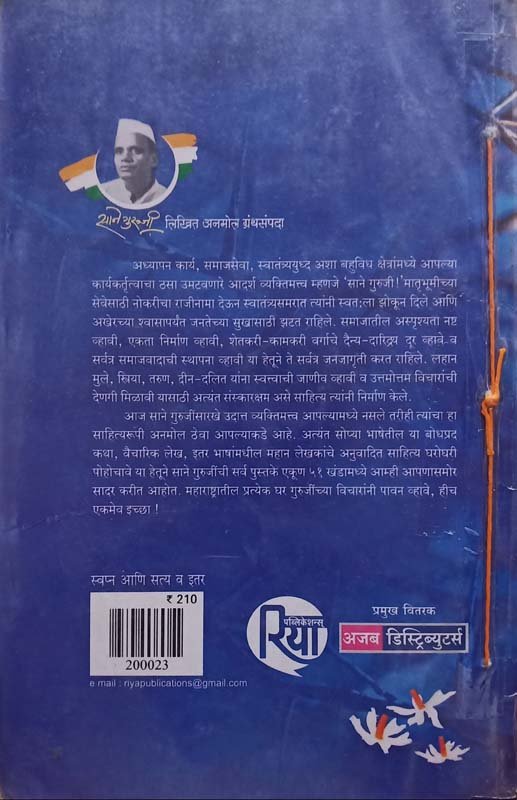 साने गुरुजी लिखित अनमोल ग्रंथसंपदा
अध्यापन कार्य, समाजसेवा, स्वातंत्र्ययुध्द अशा बहुविध क्षेत्रांमध्ये आपल्या
कार्यकर्तृत्वाचा ठसा उमटवणारे आदर्श व्यक्तिमत्त्व म्हणजे 'साने गुरुजी!' मातृभूमीच्या
सेवेसाठी नोकरीचा राजीनामा देऊन स्वातंत्र्यसमरात त्यांनी स्वत:ला झोकून दिले आणि
अखेरच्या श्वासापर्यंत जनतेच्या सुखासाठी झटत राहिले. समाजातील अस्पृश्यता नष्ट
व्हावी, एकता निर्माण व्हावी, शेतकरी-कामकरी वर्गाचे दैन्य-दारिद्र्य दूर व्हावे व
सर्वत्र समाजवादाची स्थापना व्हावी या हेतूने ते सर्वत्र जनजागृती करत राहिले. लहान
मुले, स्त्रिया, तरुण, दीन-दलित यांना स्वत्त्वाची जाणीव व्हावी व उत्तमोत्तम विचारांची
देणगी मिळावी यासाठी अत्यंत संस्कारक्षम असे साहित्य त्यांनी निर्माण केले.
आज साने गुरुजींसारखे उदात्त व्यक्तिमत्त्व आपल्यामध्ये नसले तरीही त्यांचा हा
साहित्यरूपी अनमोल ठेवा आपल्याकडे आहे. अत्यंत सोप्या भाषेतील या बोधप्रद
कथा, वैचारिक लेख, इतर भाषांमधील महान लेखकांचे अनुवादित साहित्य घरोघरी
पोहोचावे या हेतूने साने गुरुजींची सर्व पुस्तके एकूण ५१ खंडामध्ये आम्ही आपणासमोर
सादर करीत आहोत. महाराष्ट्रातील प्रत्येक घर गुरुजींच्या विचारांनी पावन व्हावे, हीच
एकमेव इच्छा !
स्वप्न आणि सत्य व इतर
₹ 210
200023
e mail : riyapublications@gmail.com
पब्लिकेशन्स्
रिया
प्रमुख वितरक
अजब डिस्ट्रिब्युटर्स